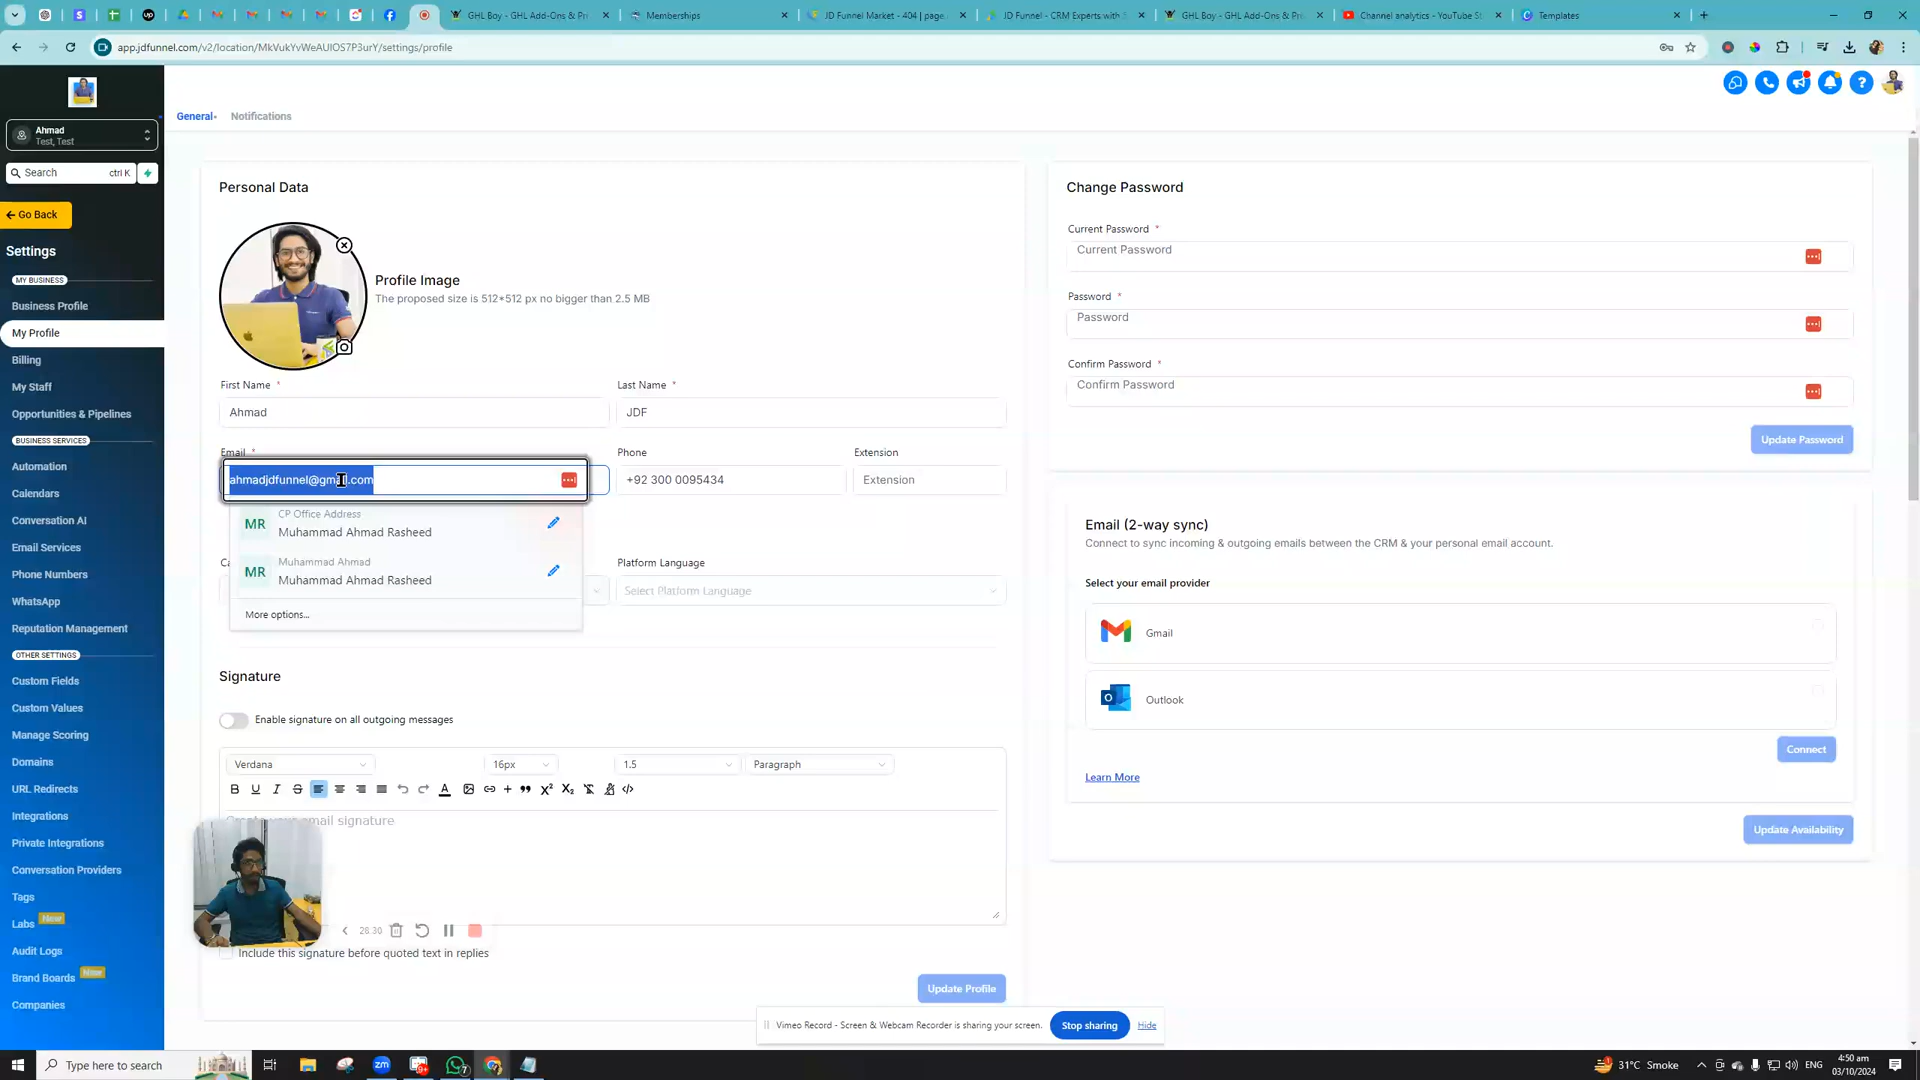 GHL Boy - GHL Add-Ons & Pri
Memberships
JD Funnel Market - 404 | page
JD Funnel - CRM Experts with
GHL Boy - GHL Add-Ons & Pri
Channel analytics - YouTube St
Templates
app.jdfunnel.com/v2/location/MkVukYvWeAUIOS7P3urY/settings/profile
General
Notifications
Ahmad
Test, Test
Search
ctrl K
Go Back
Settings
MY BUSINESS
Business Profile
My Profile
Billing
My Staff
Opportunities & Pipelines
BUSINESS SERVICES
Automation
Calendars
Conversation AI
Email Services
Phone Numbers
WhatsApp
Reputation Management
OTHER SETTINGS
Custom Fields
Custom Values
Manage Scoring
Domains
URL Redirects
Integrations
Private Integrations
Conversation Providers
Tags
Labs New
Audit Logs
Brand Boards New
Companies
Personal Data
Profile Image
The proposed size is 512*512 px no bigger than 2.5 MB
First Name *
Ahmad
Last Name *
JDF
Email *
ahmadjdfunnel@gmail.com
Phone
+92 300 0095434
Extension
Extension
CP Office Address
MR
Muhammad Ahmad Rasheed
Muhammad Ahmad
MR
Muhammad Ahmad Rasheed
More options...
Platform Language
Select Platform Language
Signature
Enable signature on all outgoing messages
Verdana
16px
1.5
Paragraph
email signature
28:30
Include this signature before quoted text in replies
Update Profile
Change Password
Current Password *
Current Password
Password *
Password
Confirm Password *
Confirm Password
Update Password
Email (2-way sync)
Connect to sync incoming & outgoing emails between the CRM & your personal email account.
Select your email provider
Gmail
Outlook
Connect
Learn More
Update Availability
Vimeo Record - Screen & Webcam Recorder is sharing your screen.
Stop sharing
Hide
Type here to search
31°C Smoke
ENG
4:50 am
03/10/2024